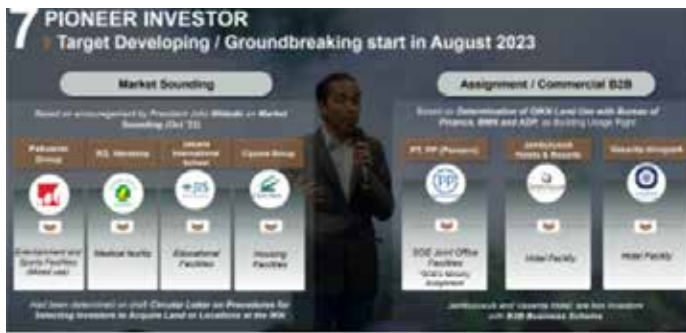 7 PIONEER INVESTOR
Target Developing / Groundbreaking start in August 2023
Market Sounding
Assignment / Commercial B2B
Based on encouragement by President Joko Widodo on Market
Sounding (Oct '22)
Based on Determination of OIKN Land Use with Bureau of
Finance, BMN and ADP, as Building Usage Right
Pakuwon
Group
RS.
Jakarta
International
School
Ciputra Group
PT. PP (Persero)
Jambuluwuk
Hotels & Resorts
Vasanta Innopark
JIS
PP
Entertainment and
Sports Facilities
(Mixed use)
Medical facility
Educational
Facilities
Housing
Facilities
Joint Office
Facilities
Assignment
Hotel Facility
Hotel Facility
Had been determined on draft Circular Letter on Procedures for
Selecting Investors to Acquire Land or Locations at the IKN
Jambuluwuk and Vasanta Hotel, are two investors
with B2B Business Scheme